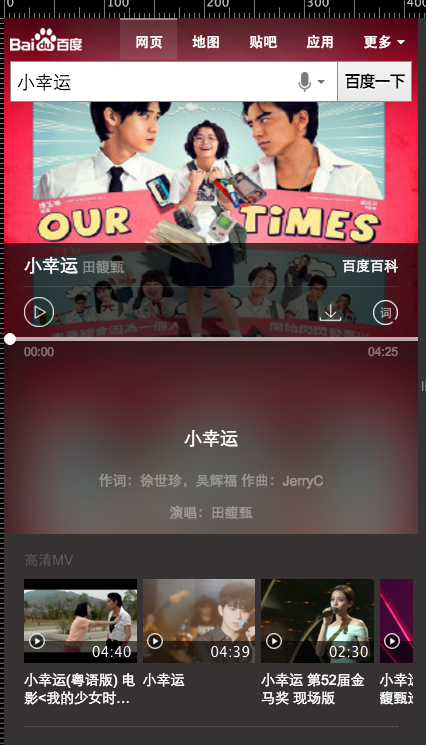 0 100 200 300 400
Bai百度
网页 地图 贴吧 应用 更多
小幸运
百度一下
OUR TiMES
小幸运 田馥甄 百度百科
词
00:00 04:25
小幸运
作词：徐世珍，吴辉福 作曲：JerryC
演唱：田馥甄
高清MV
04:40 04:39 02:30
小幸运(粤语版) 电
影<我的少女时...
小幸运
小幸运 第52届金
马奖 现场版
小幸
馥甄